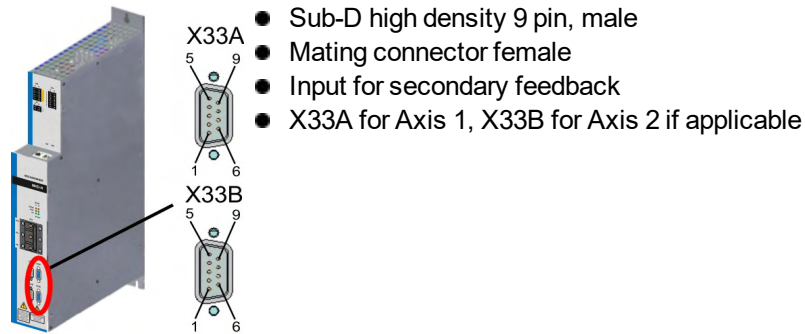 X33A
5 9
1 6
X33B
5 9
1 6
Sub-D high density 9 pin, male
Mating connector female
Input for secondary feedback
X33A for Axis 1, X33B for Axis 2 if applicable